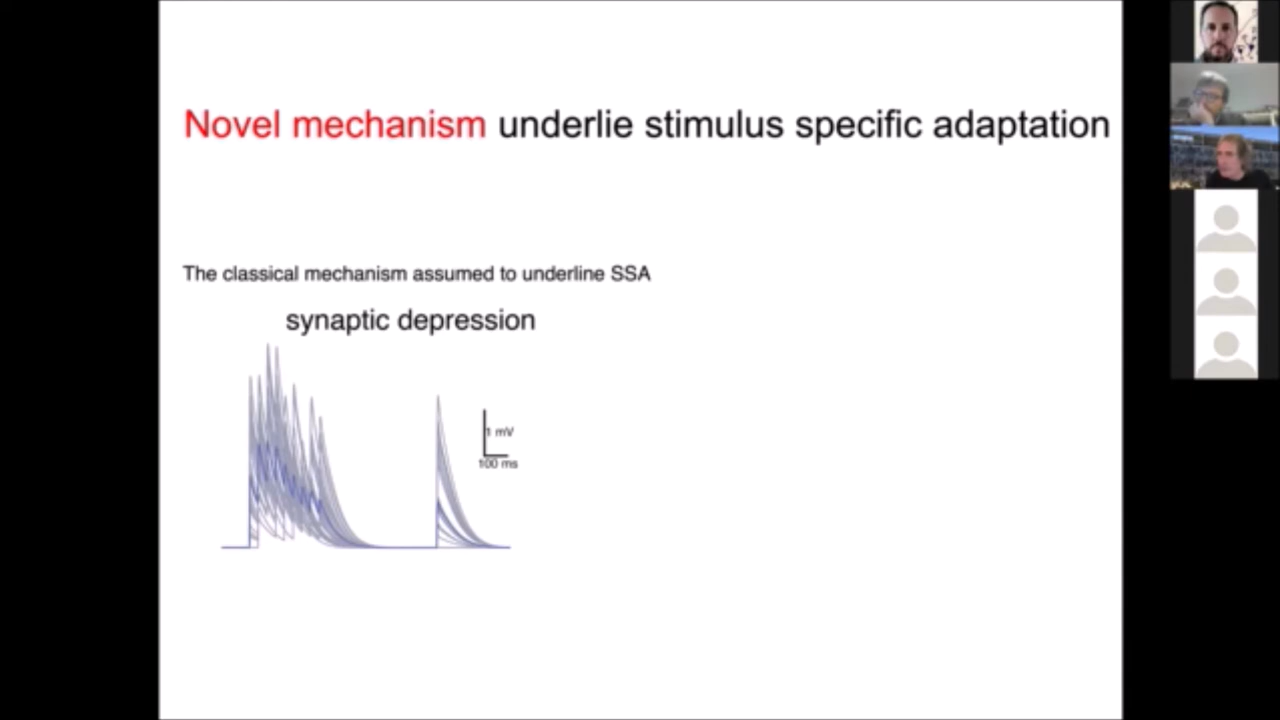 Novel mechanism underlie stimulus specific adaptation
The classical mechanism assumed to underline SSA
synaptic depression
1 mV
100 ms